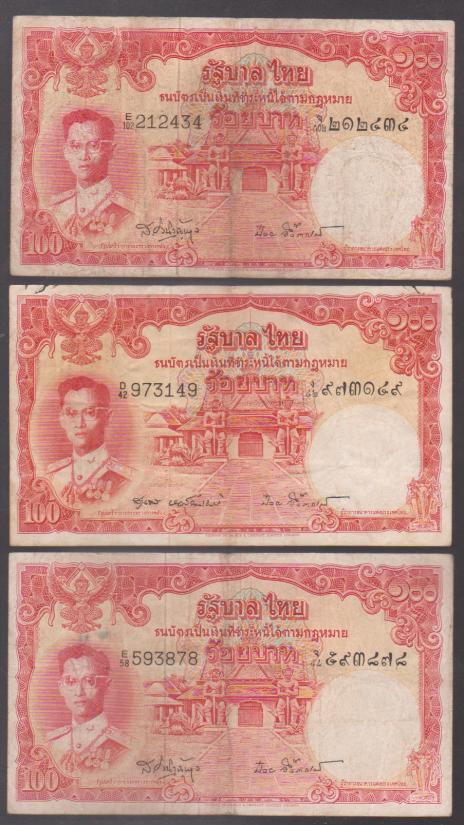 ๑๐๐
รัฐบาลไทย
ธนบัตรเป็นเงินที่ชำระหนี้ได้ตามกฎหมาย
E/102 212434 ๒๑๒๔๓๔
ร้อยบาท
100
๑๐๐
รัฐบาลไทย
ธนบัตรเป็นเงินที่ชำระหนี้ได้ตามกฎหมาย
D/42 973149 ๙๗๓๑๔๙
ร้อยบาท
100
๑๐๐
รัฐบาลไทย
ธนบัตรเป็นเงินที่ชำระหนี้ได้ตามกฎหมาย
E/58 593878 ๕๙๓๘๗๘
ร้อยบาท
100